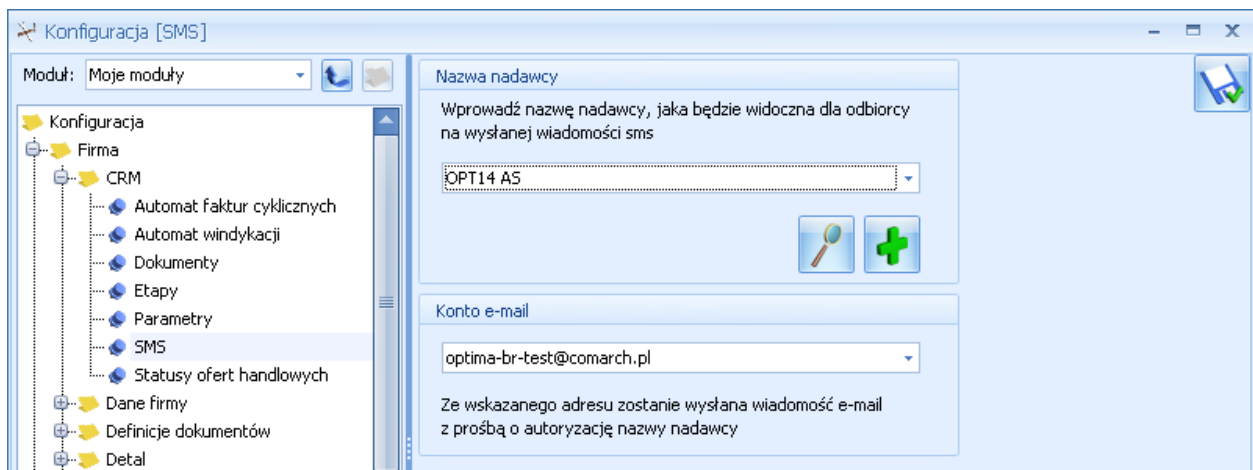 Konfiguracja [SMS]
Moduł: Moje moduły
Konfiguracja
Firma
CRM
Automat faktur cyklicznych
Automat windykacji
Dokumenty
Etapy
Parametry
SMS
Statusy ofert handlowych
Dane firmy
Definicje dokumentów
Detal
Nazwa nadawcy
Wprowadź nazwę nadawcy, jaka będzie widoczna dla odbiorcy
na wysłanej wiadomości sms
OPT14 AS
Konto e-mail
optima-br-test@comarch.pl
Ze wskazanego adresu zostanie wysłana wiadomość e-mail
z prośbą o autoryzację nazwy nadawcy